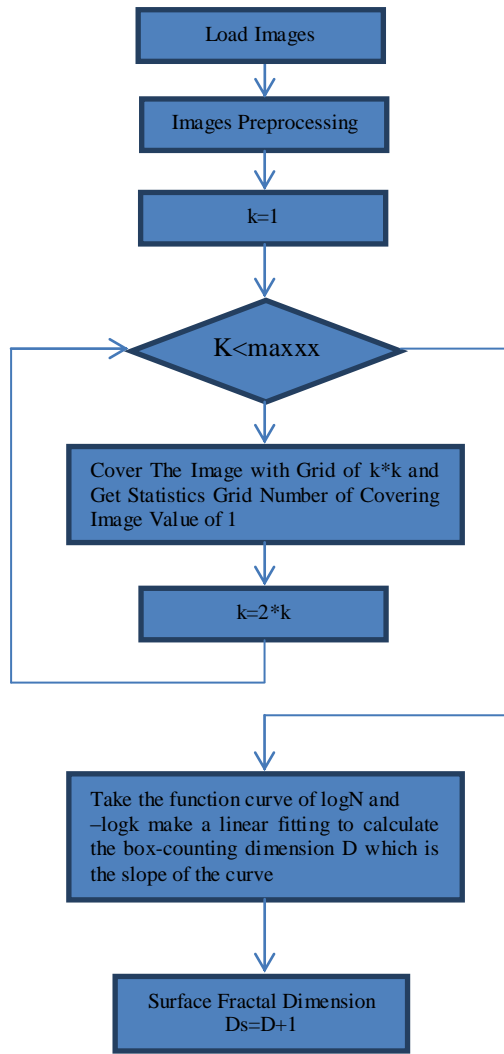 Load Images
Images Preprocessing
k=1
K<maxxx
Cover The Image with Grid of k*k and
Get Statistics Grid Number of Covering
Image Value of 1
k=2*k
Take the function curve of logN and
–logk make a linear fitting to calculate
the box-counting dimension D which is
the slope of the curve
Surface Fractal Dimension
Ds=D+1